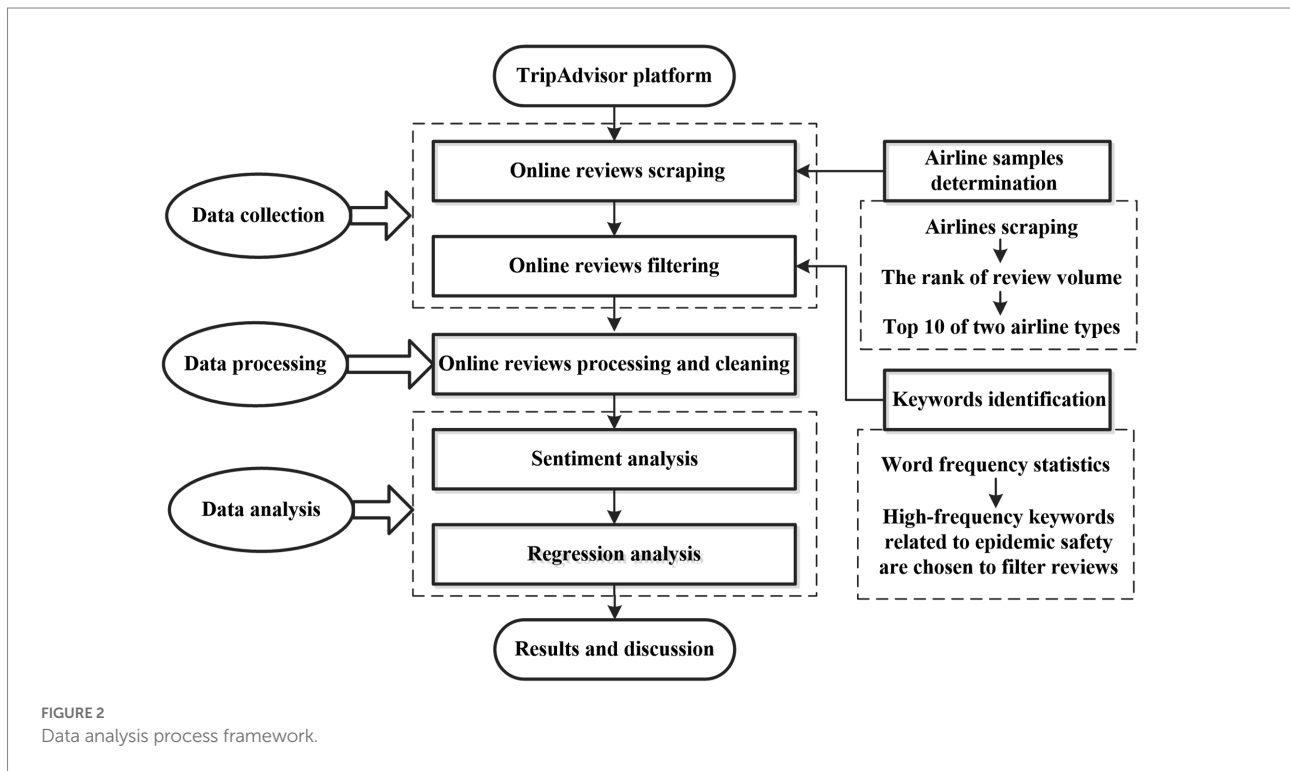 TripAdvisor platform
Online reviews scraping
Airline samples
determination
Data collection
Airlines scraping
Online reviews filtering
The rank of review volume
Top 10 of two airline types
Data processing
Online reviews processing and cleaning
Keywords identification
Sentiment analysis
Word frequency statistics
Data analysis
High-frequency keywords
related to epidemic safety
are chosen to filter reviews
Regression analysis
Results and discussion
FIGURE 2
Data analysis process framework.